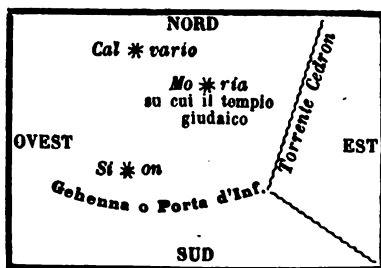 NORD
Cal * vario
Mo * ria
su cui il tempio
giudaico
Torrente Cedron
OVEST
EST
Si * on
Gehenna o Porta d'Inf.
SUD